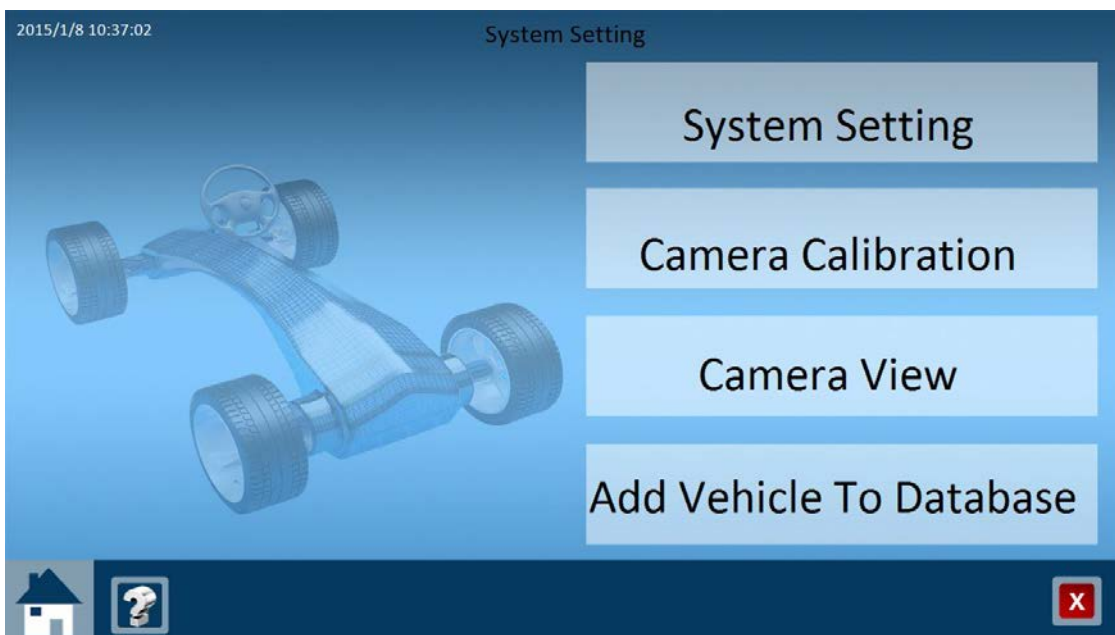 2015/1/8 10:37:02
System Setting
System Setting
Camera Calibration
Camera View
Add Vehicle To Database
?
X